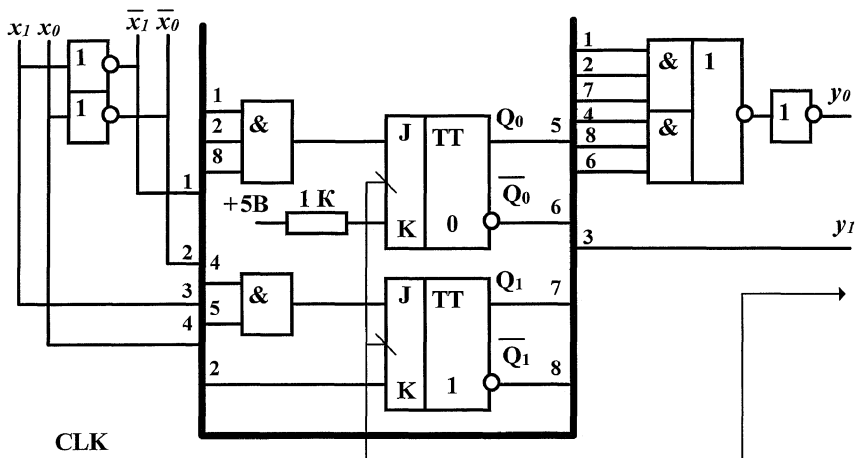 x₁ x₀ x̄₁ x̄₀
1
1
1
2
8
&
1
+5В
1 К
J TT
K 0
Q₀ 5
Q̄₀ 6
2
4
3
5
4
&
2
J TT
K 1
Q₁ 7
Q̄₁ 8
1
2
7
4
8
6
& 1
&
1
y₀
3
y₁
CLK